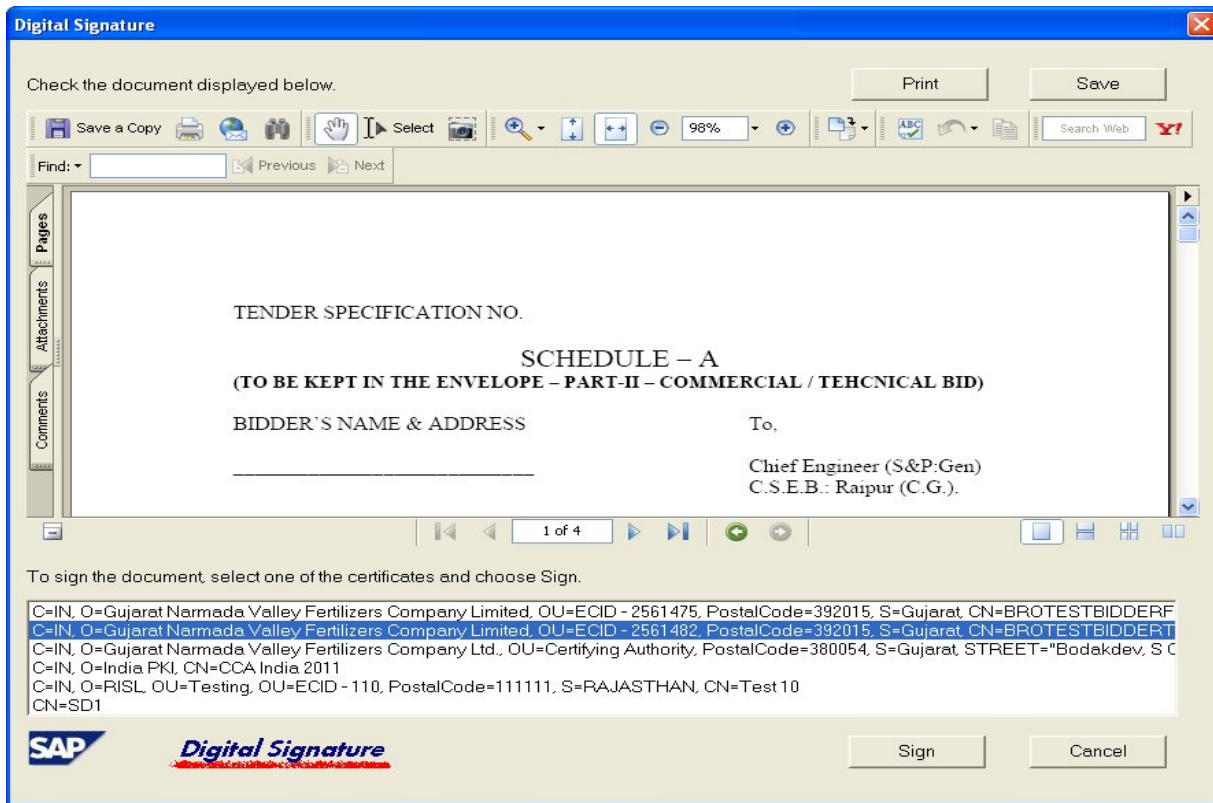 Digital Signature
Check the document displayed below.
Print
Save
Save a Copy
Select
98%
ABC
Search Web
Y!
Find:
Previous
Next
Pages
Attachments
Comments
TENDER SPECIFICATION NO.
SCHEDULE – A
(TO BE KEPT IN THE ENVELOPE – PART-II – COMMERCIAL / TEHCNICAL BID)
BIDDER'S NAME & ADDRESS
To,
Chief Engineer (S&P:Gen)
C.S.E.B.: Raipur (C.G.).
1 of 4
To sign the document, select one of the certificates and choose Sign.
C=IN, O=Gujarat Narmada Valley Fertilizers Company Limited, OU=ECID - 2561475, PostalCode=392015, S=Gujarat, CN=BROTESTBIDDERF
C=IN, O=Gujarat Narmada Valley Fertilizers Company Limited, OU=ECID - 2561482, PostalCode=392015, S=Gujarat, CN=BROTESTBIDDERT
C=IN, O=Gujarat Narmada Valley Fertilizers Company Ltd., OU=Certifying Authority, PostalCode=380054, S=Gujarat, STREET="Bodakdev, S G
C=IN, O=India PKI, CN=CCA India 2011
C=IN, O=RISL, OU=Testing, OU=ECID - 110, PostalCode=111111, S=RAJASTHAN, CN=Test 10
CN=SD1
SAP
Digital Signature
Sign
Cancel